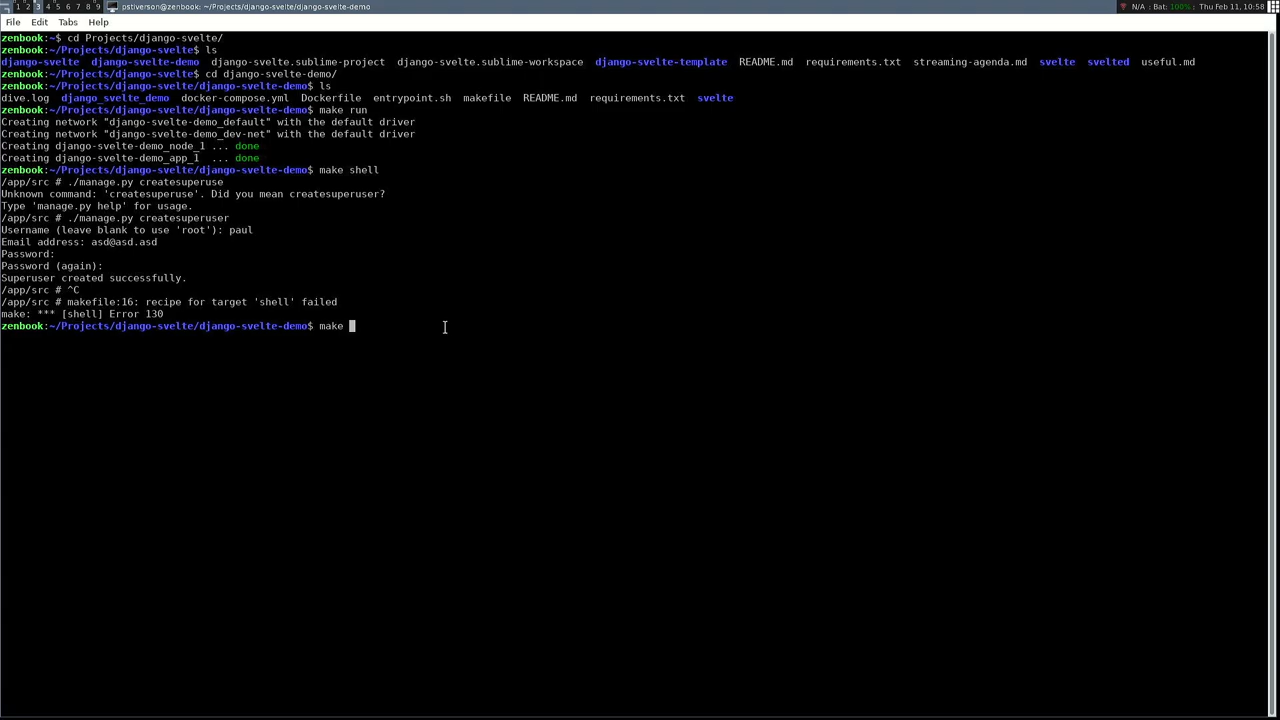 1 2 3 4 5 6 7 8 9 pstiverson@zenbook: ~/Projects/django-svelte/django-svelte-demo N/A : Bat: 100% : Thu Feb 11, 10:58
File Edit Tabs Help
zenbook:~$ cd Projects/django-svelte/
zenbook:~/Projects/django-svelte$ ls
django-svelte django-svelte-demo django-svelte.sublime-project django-svelte.sublime-workspace django-svelte-template README.md requirements.txt streaming-agenda.md svelte svelted useful.md
zenbook:~/Projects/django-svelte$ cd django-svelte-demo/
zenbook:~/Projects/django-svelte/django-svelte-demo$ ls
dive.log django_svelte_demo docker-compose.yml Dockerfile entrypoint.sh makefile README.md requirements.txt svelte
zenbook:~/Projects/django-svelte/django-svelte-demo$ make run
Creating network "django-svelte-demo_default" with the default driver
Creating network "django-svelte-demo_dev-net" with the default driver
Creating django-svelte-demo_node_1 ... done
Creating django-svelte-demo_app_1 ... done
zenbook:~/Projects/django-svelte/django-svelte-demo$ make shell
/app/src # ./manage.py createsuperuse
Unknown command: 'createsuperuse'. Did you mean createsuperuser?
Type 'manage.py help' for usage.
/app/src # ./manage.py createsuperuser
Username (leave blank to use 'root'): paul
Email address: asd@asd.asd
Password:
Password (again):
Superuser created successfully.
/app/src # ^C
/app/src # makefile:16: recipe for target 'shell' failed
make: *** [shell] Error 130
zenbook:~/Projects/django-svelte/django-svelte-demo$ make